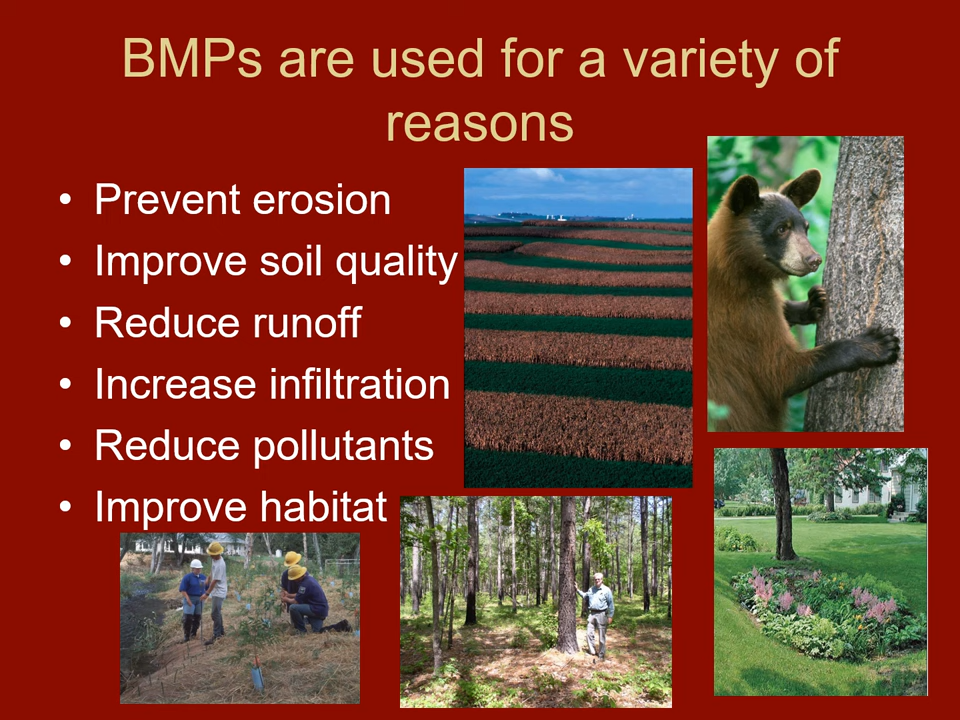 BMPs are used for a variety of
reasons
• Prevent erosion
• Improve soil quality
• Reduce runoff
• Increase infiltration
• Reduce pollutants
• Improve habitat